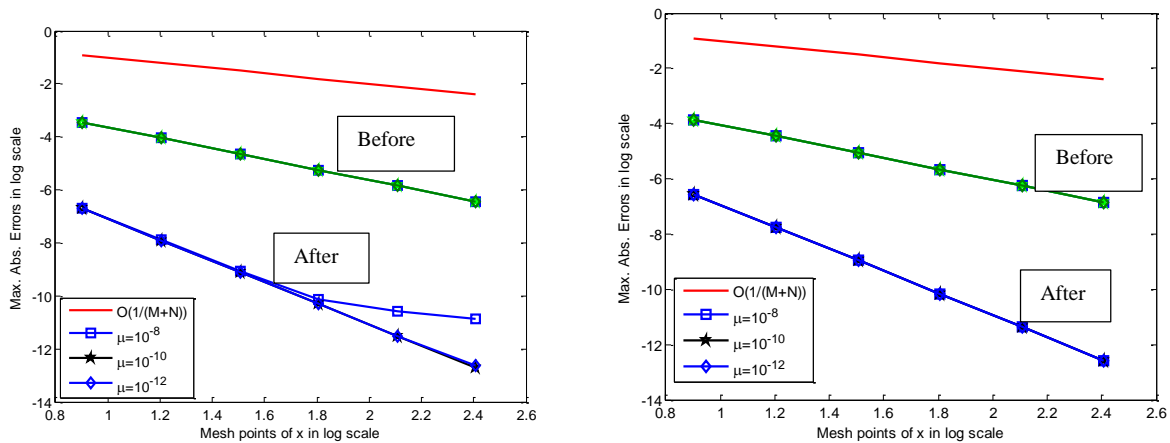 0
-2
-4
-6
-8
-10
-12
-14
0.8
1
1.2
1.4
1.6
1.8
2
2.2
2.4
2.6
Mesh points of x in log scale
Max. Abs. Errors in log scale
Before
After
O(1/(M+N))
μ=10⁻⁸
μ=10⁻¹⁰
μ=10⁻¹²
0
-2
-4
-6
-8
-10
-12
-14
0.8
1
1.2
1.4
1.6
1.8
2
2.2
2.4
2.6
Mesh points of x in log scale
Max. Abs. Errors in log scale
Before
After
O(1/(M+N))
μ=10⁻⁸
μ=10⁻¹⁰
μ=10⁻¹²